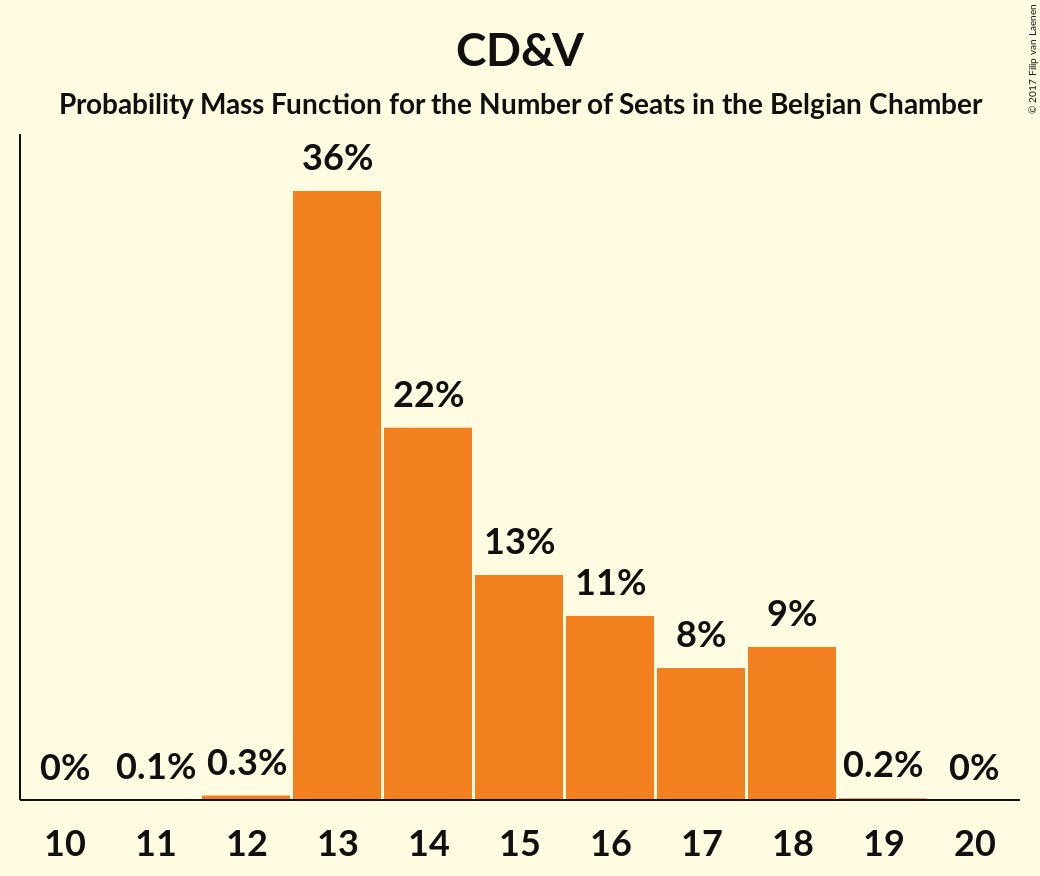 CD&V
Probability Mass Function for the Number of Seats in the Belgian Chamber
© 2017 Filip van Laenen
36%
22%
13%
11%
8%
9%
0%
0.1%
0.3%
0.2%
0%
10 11 12 13 14 15 16 17 18 19 20